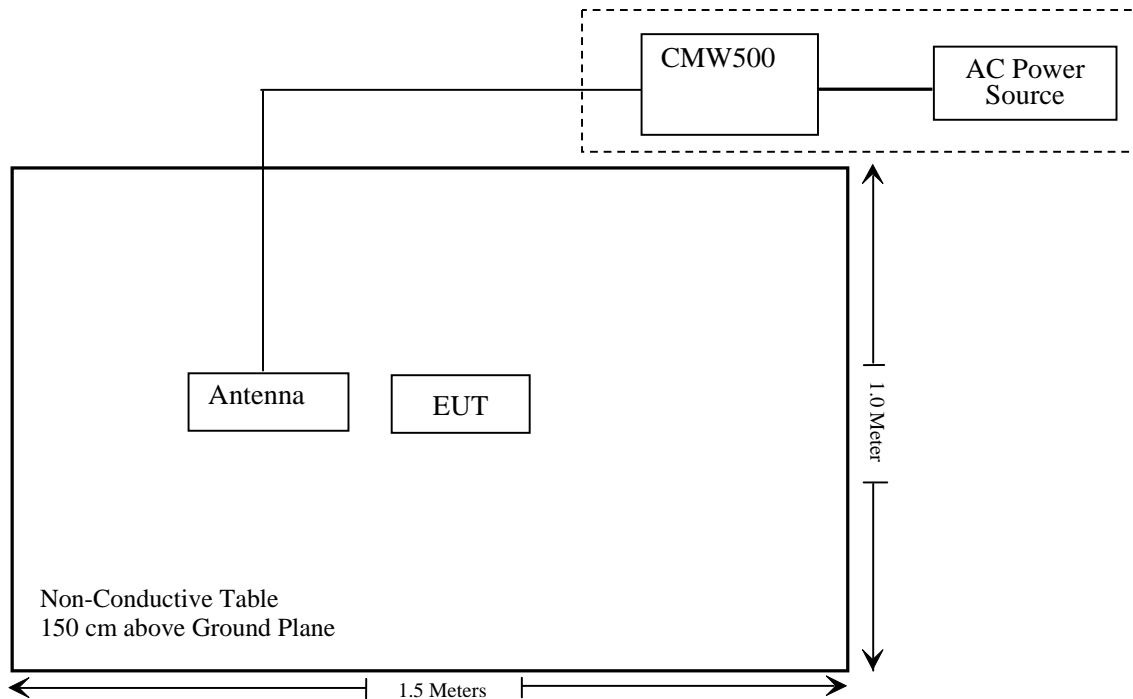 CMW500
AC Power
Source
Antenna
EUT
1.0 Meter
Non-Conductive Table
150 cm above Ground Plane
1.5 Meters